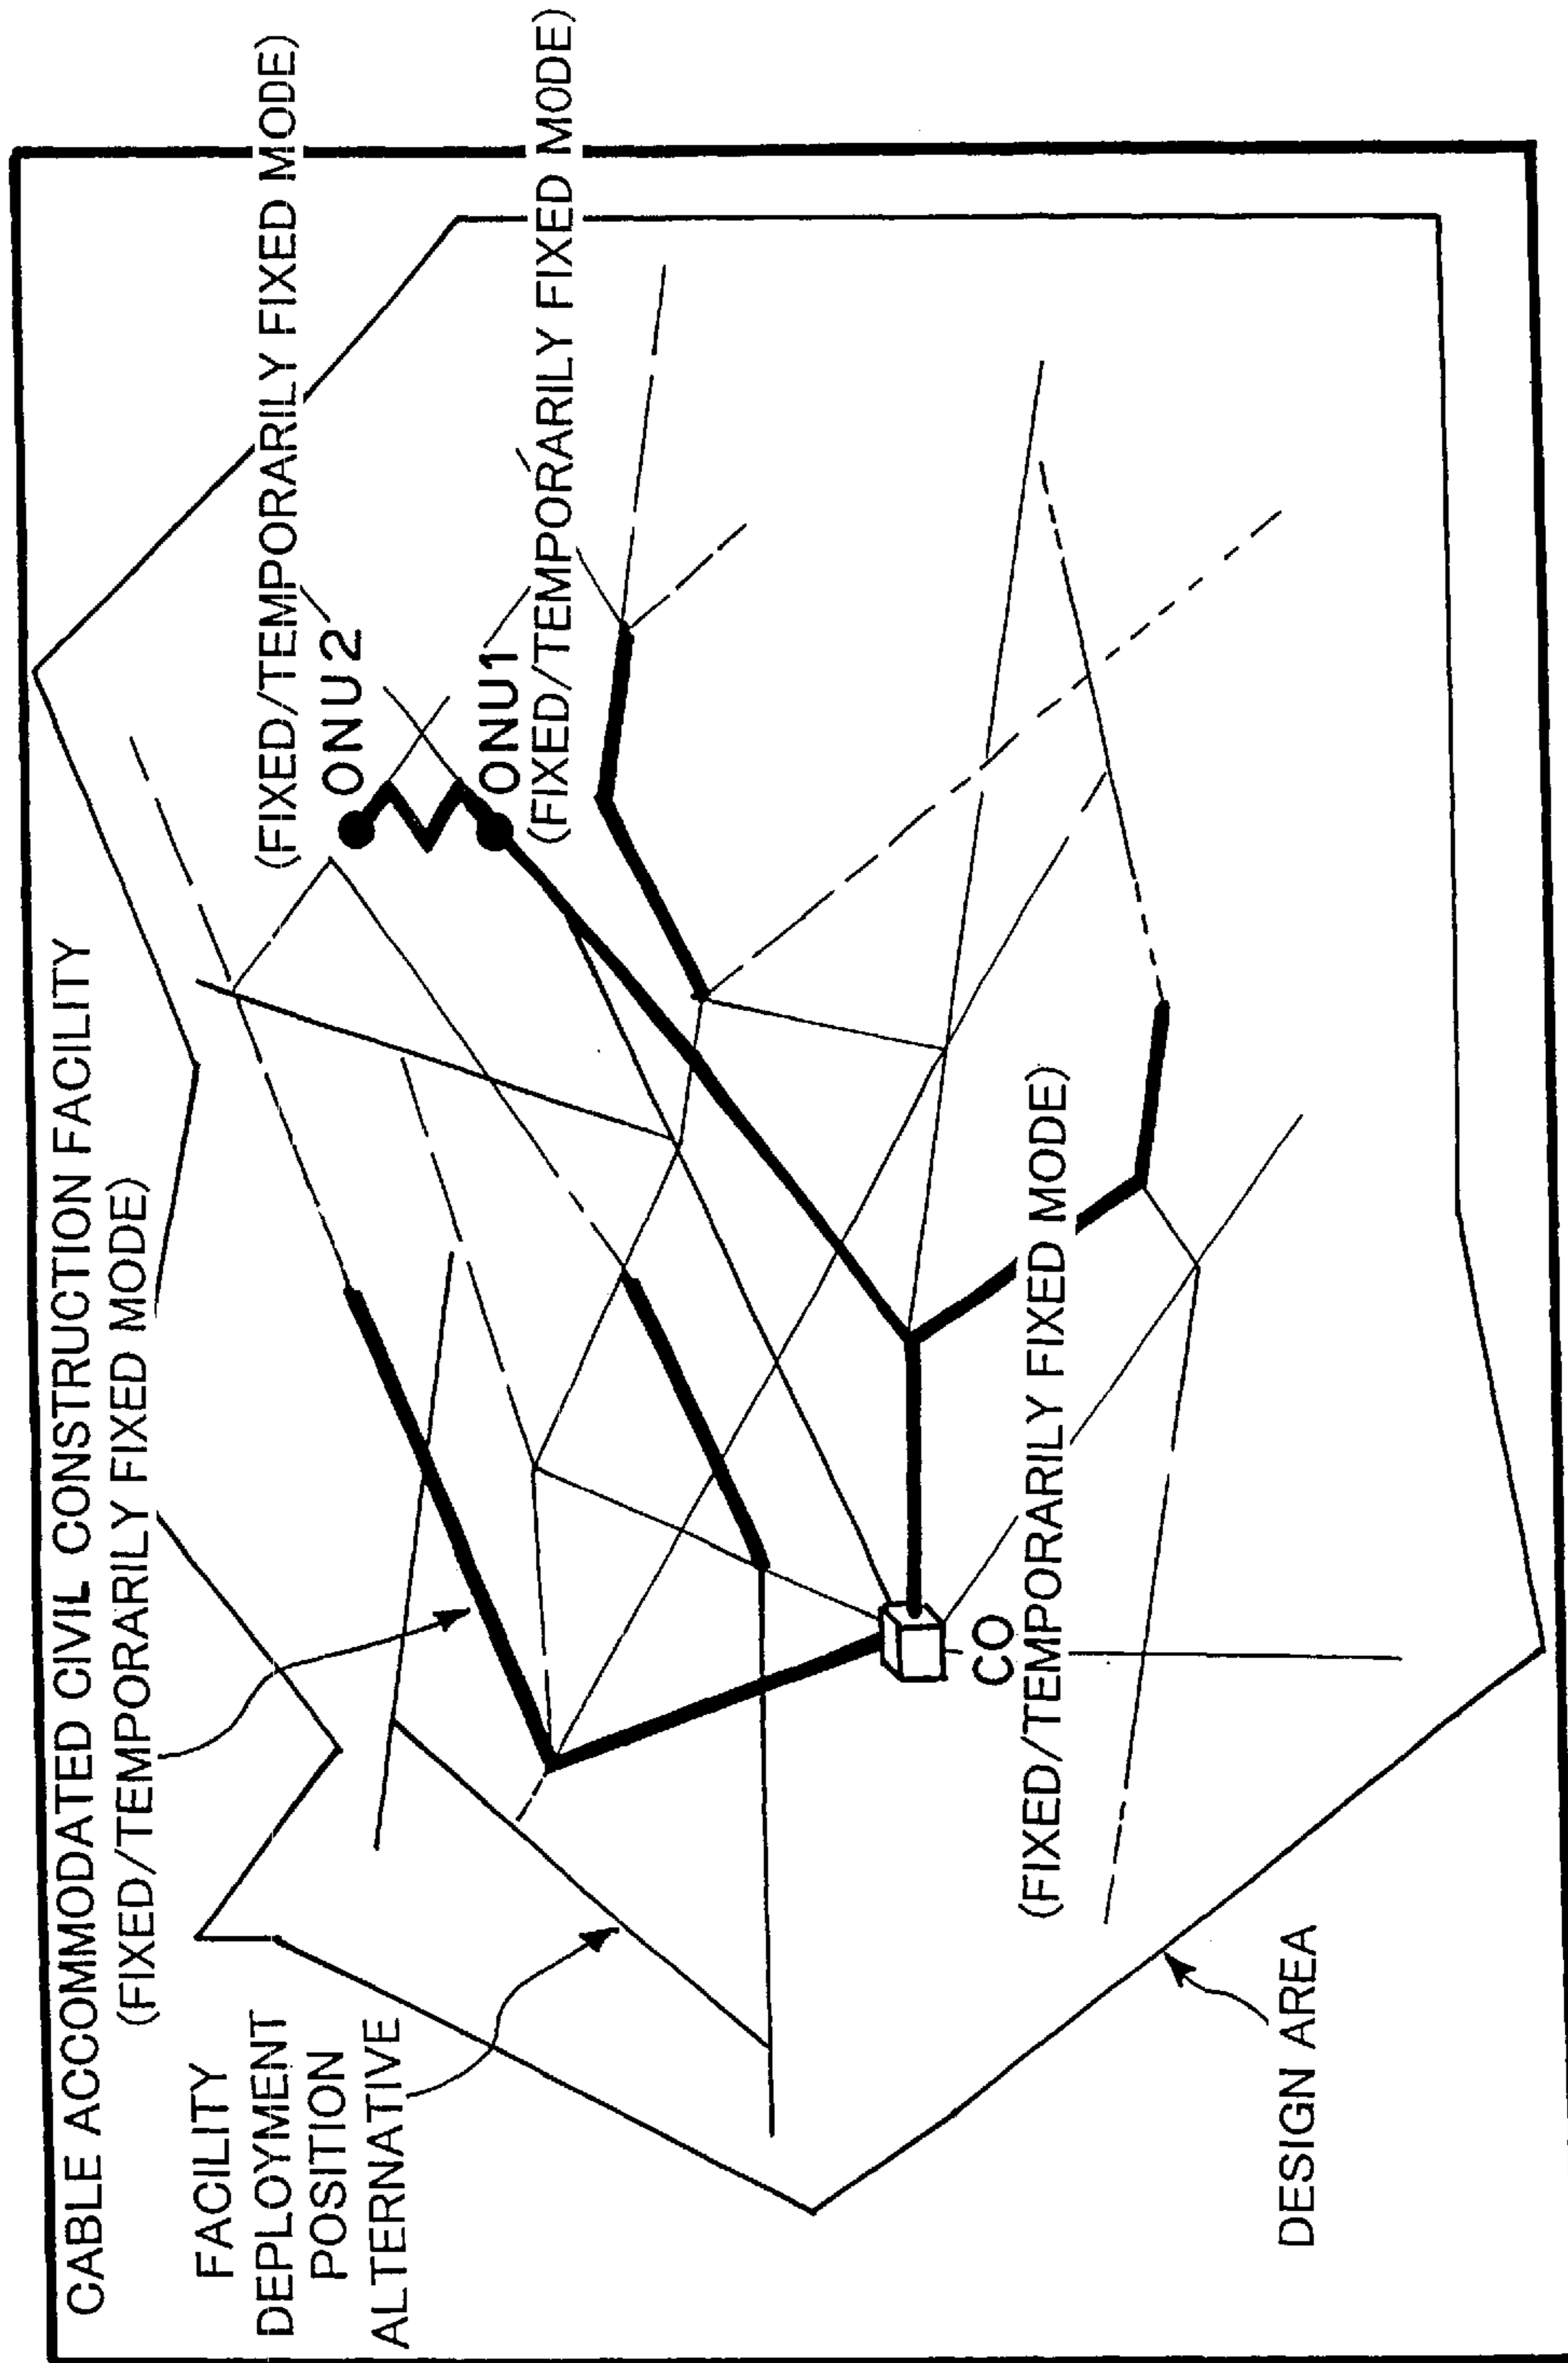 CABLE ACCOMMODATED CIVIL CONSTRUCTION FACILITY
(FIXED/TEMPORARILY FIXED MODE)
FACILITY
DEPLOYMENT
POSITION
ALTERNATIVE
(FIXED/TEMPORARILY FIXED MODE)
ONU2
ONU1
(FIXED/TEMPORARILY FIXED MODE)
CO
(FIXED/TEMPORARILY FIXED MODE)
DESIGN AREA